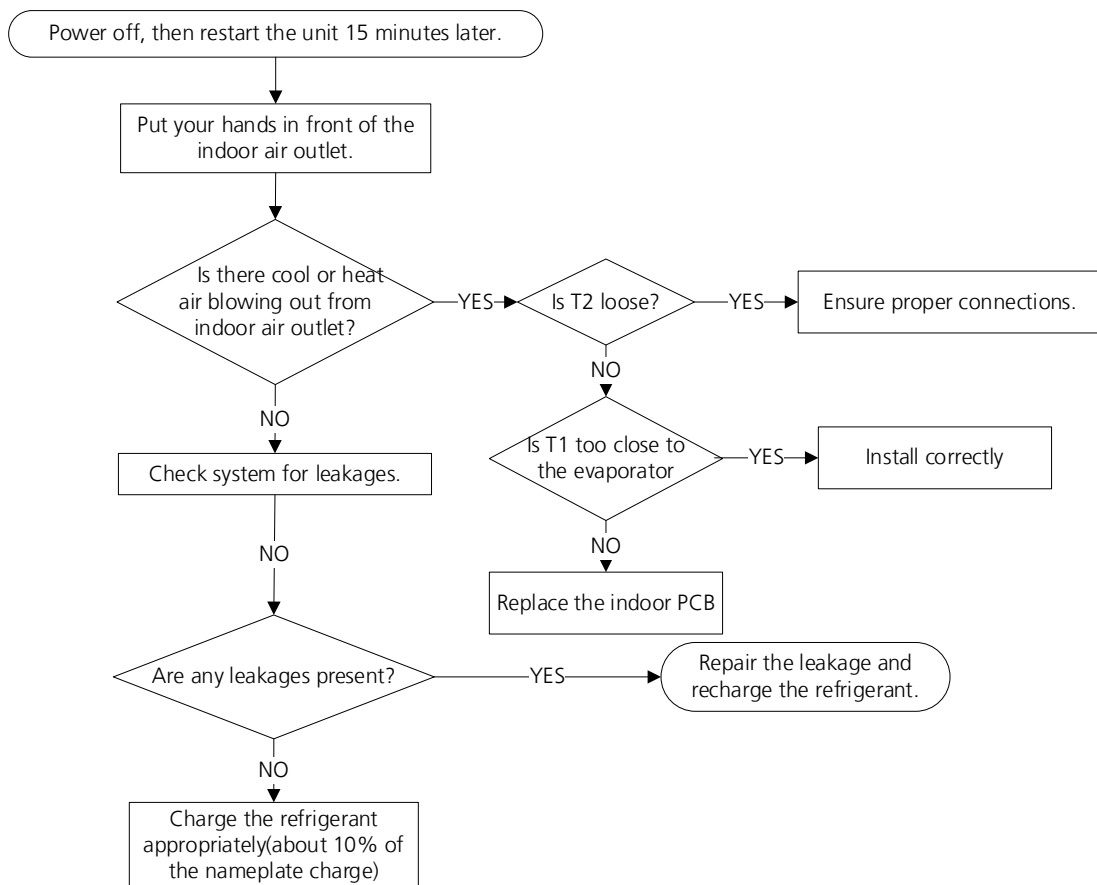 Power off, then restart the unit 15 minutes later.
Put your hands in front of the
indoor air outlet.
Is there cool or heat
air blowing out from
indoor air outlet?
YES
Is T2 loose?
YES
Ensure proper connections.
NO
NO
Is T1 too close to
the evaporator
YES
Install correctly
Check system for leakages.
NO
NO
Replace the indoor PCB
Are any leakages present?
YES
Repair the leakage and
recharge the refrigerant.
NO
Charge the refrigerant
appropriately(about 10% of
the nameplate charge)